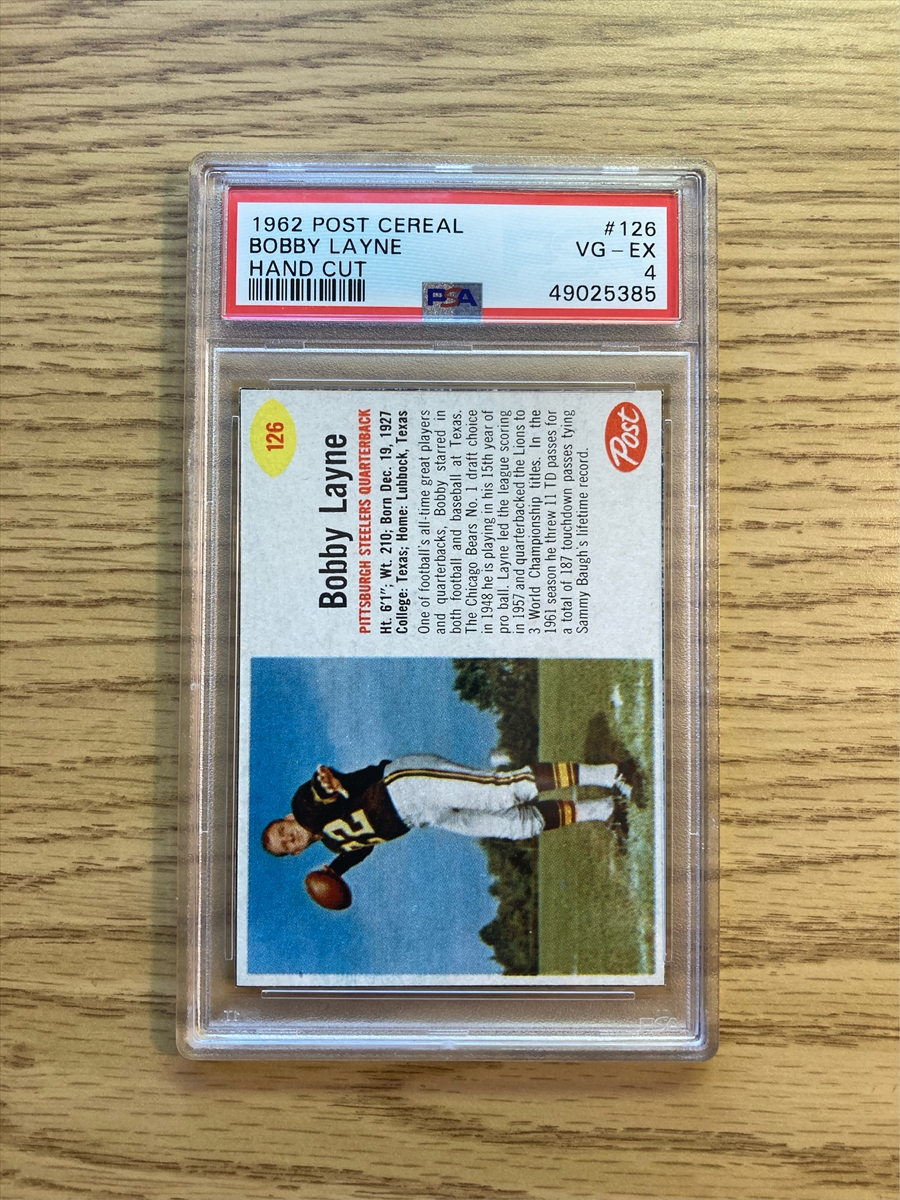 1962 POST CEREAL #126
BOBBY LAYNE VG-EX
HAND CUT 4
PSA 49025385
126
Bobby Layne
PITTSBURGH STEELERS QUARTERBACK
Ht. 6'1"; Wt. 210; Born Dec. 19, 1927
College: Texas; Home: Lubbock, Texas
One of football's all-time great players
and quarterbacks, Bobby starred in
both football and baseball at Texas.
The Chicago Bears No. 1 draft choice
in 1948 he is playing in his 15th year of
pro ball. Layne led the league scoring
in 1957 and quarterbacked the Lions to
3 World Championship titles. In the
1961 season he threw 11 TD passes for
a total of 187 touchdown passes tying
Sammy Baugh's lifetime record.
Post
22